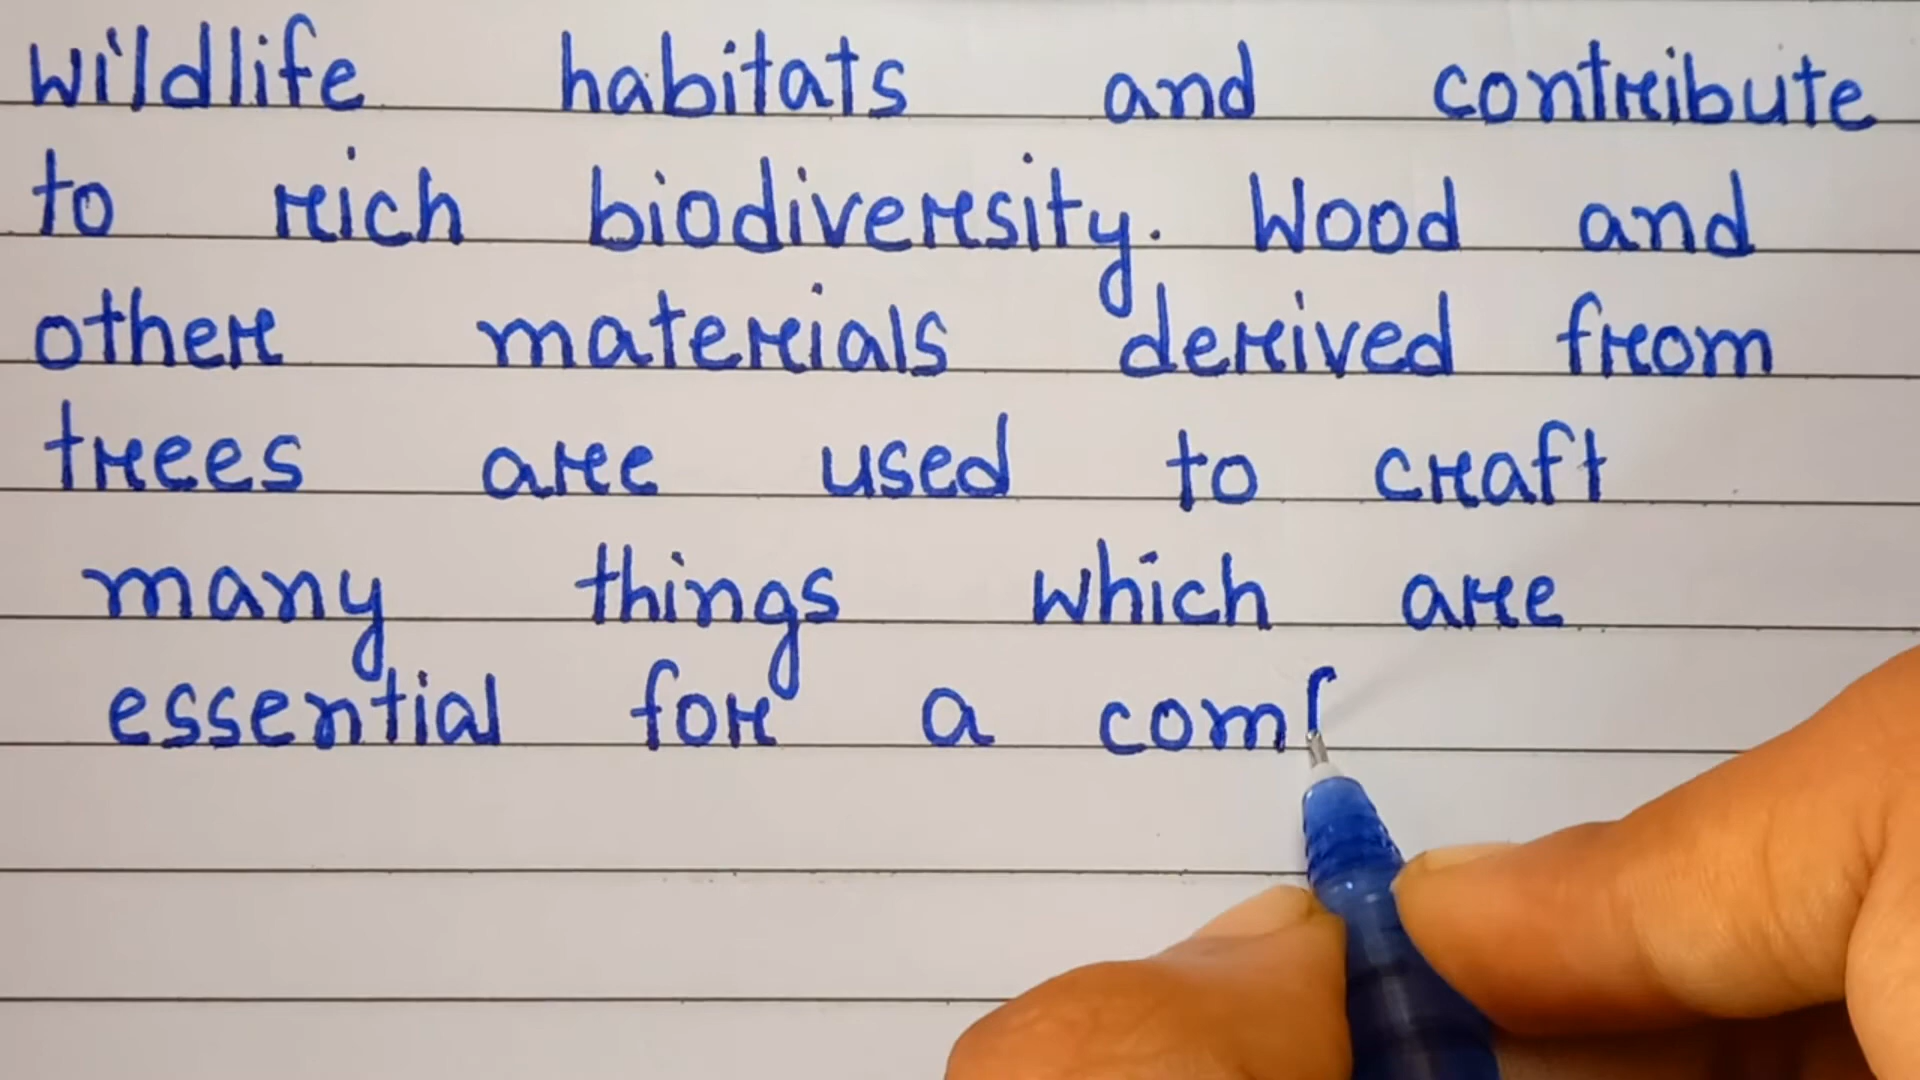 wildlife habitats and contribute
to rich biodiversity. Wood and
other materials derived from
trees are used to craft
many things which are
essential for a com